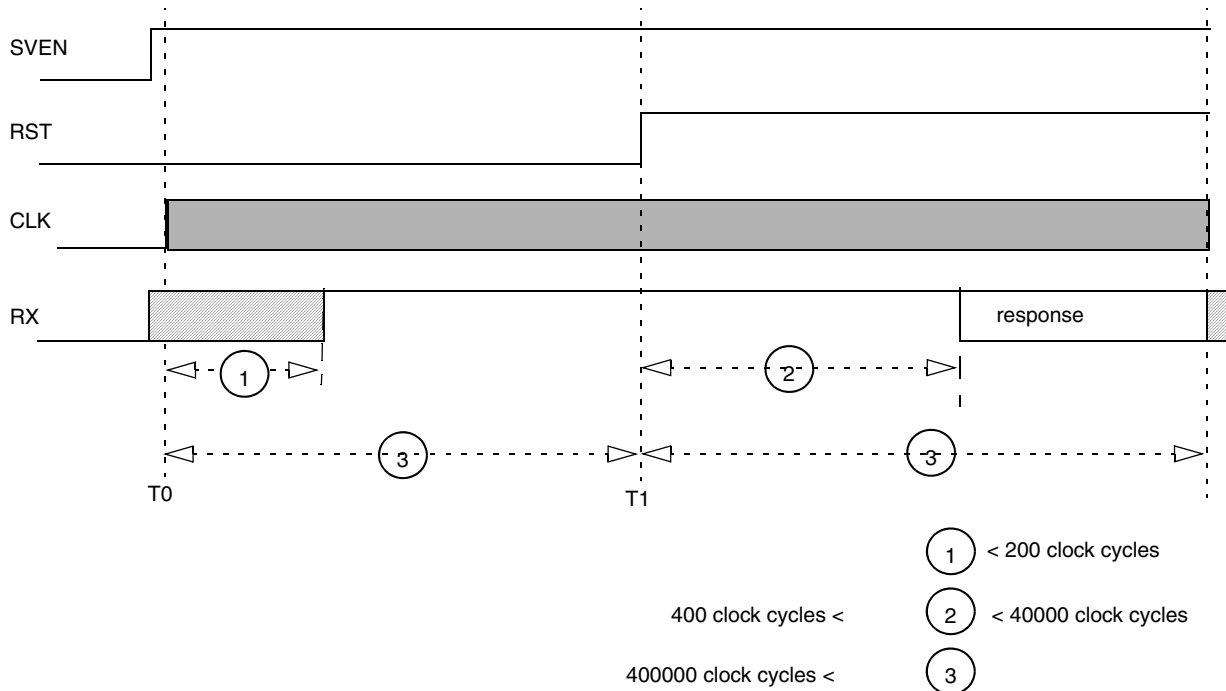 SVEN
RST
CLK
RX
response
1
2
3
3
T0
T1
1 < 200 clock cycles
400 clock cycles < 2 < 40000 clock cycles
400000 clock cycles < 3